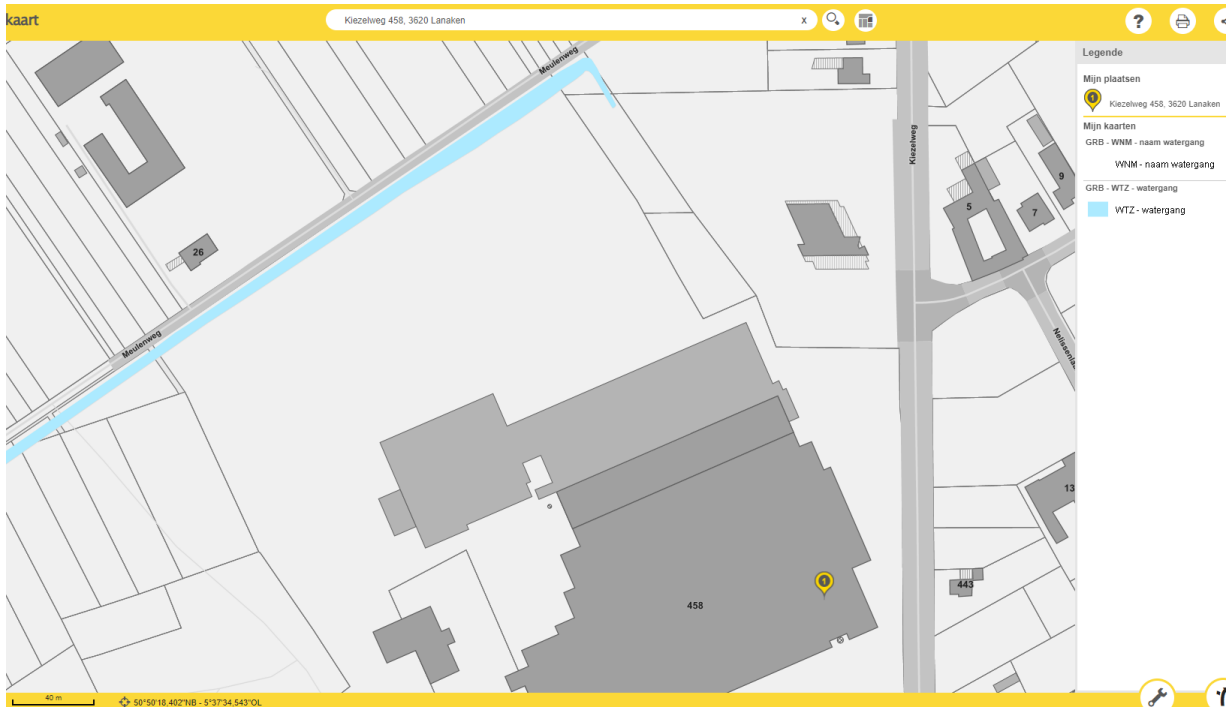 kaart
Kiezelweg 458, 3620 Lanaken
x
?
Legende
Mijn plaatsen
1
Kiezelweg 458, 3620 Lanaken
Mijn kaarten
GRB - WNM - naam watergang
WNM - naam watergang
GRB - WTZ - watergang
WTZ - watergang
Meulenweg
Kiezelweg
9
5
7
26
Meulenweg
13
1
443
458
40 m
50°50'18,402"NB - 5°37'34,543"OL